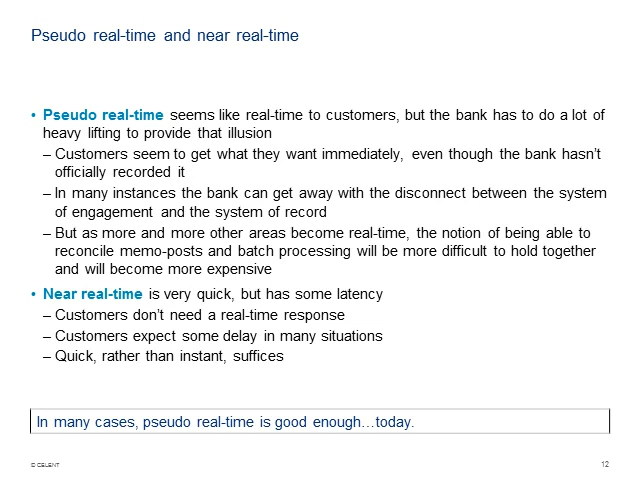 Pseudo real-time and near real-time
• Pseudo real-time seems like real-time to customers, but the bank has to do a lot of
heavy lifting to provide that illusion
– Customers seem to get what they want immediately, even though the bank hasn’t
officially recorded it
– In many instances the bank can get away with the disconnect between the system
of engagement and the system of record
– But as more and more other areas become real-time, the notion of being able to
reconcile memo-posts and batch processing will be more difficult to hold together
and will become more expensive
• Near real-time is very quick, but has some latency
– Customers don’t need a real-time response
– Customers expect some delay in many situations
– Quick, rather than instant, suffices
In many cases, pseudo real-time is good enough…today.
© CELENT
12